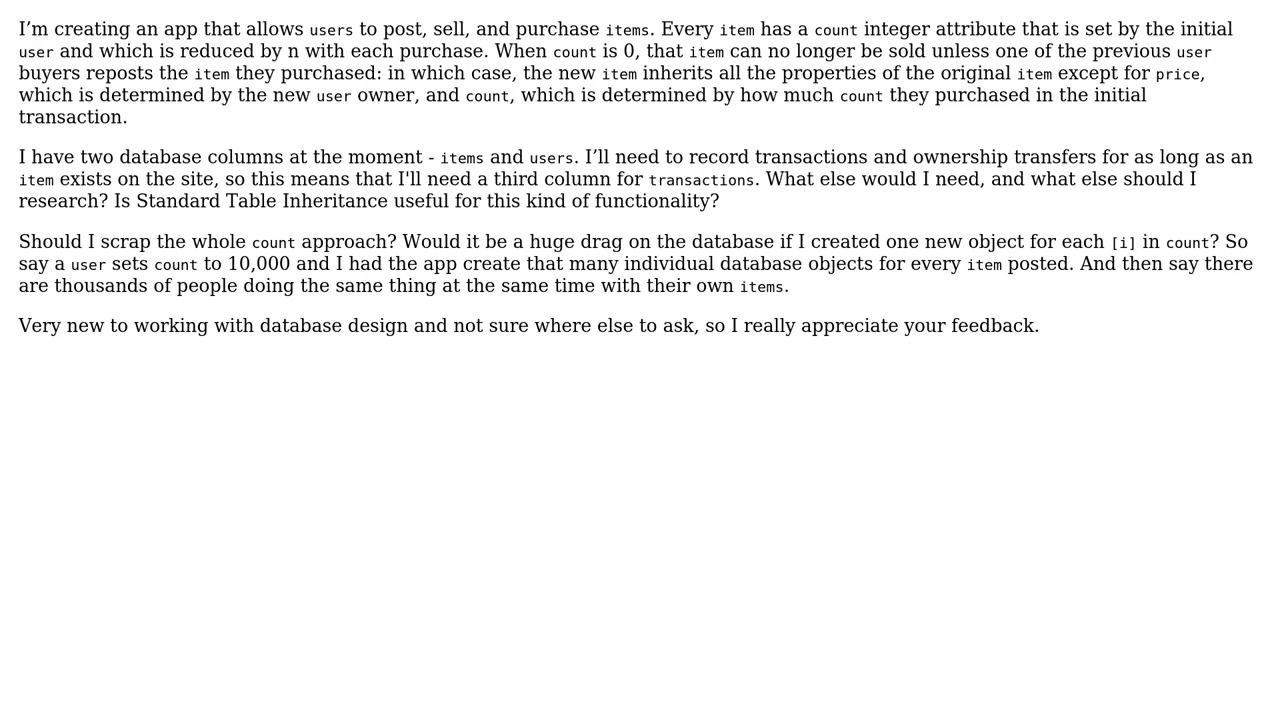 I’m creating an app that allows users to post, sell, and purchase items. Every item has a count integer attribute that is set by the initial
user and which is reduced by n with each purchase. When count is 0, that item can no longer be sold unless one of the previous user
buyers reposts the item they purchased: in which case, the new item inherits all the properties of the original item except for price,
which is determined by the new user owner, and count, which is determined by how much count they purchased in the initial
transaction.
I have two database columns at the moment - items and users. I’ll need to record transactions and ownership transfers for as long as an
item exists on the site, so this means that I'll need a third column for transactions. What else would I need, and what else should I
research? Is Standard Table Inheritance useful for this kind of functionality?
Should I scrap the whole count approach? Would it be a huge drag on the database if I created one new object for each [i] in count? So
say a user sets count to 10,000 and I had the app create that many individual database objects for every item posted. And then say there
are thousands of people doing the same thing at the same time with their own items.
Very new to working with database design and not sure where else to ask, so I really appreciate your feedback.